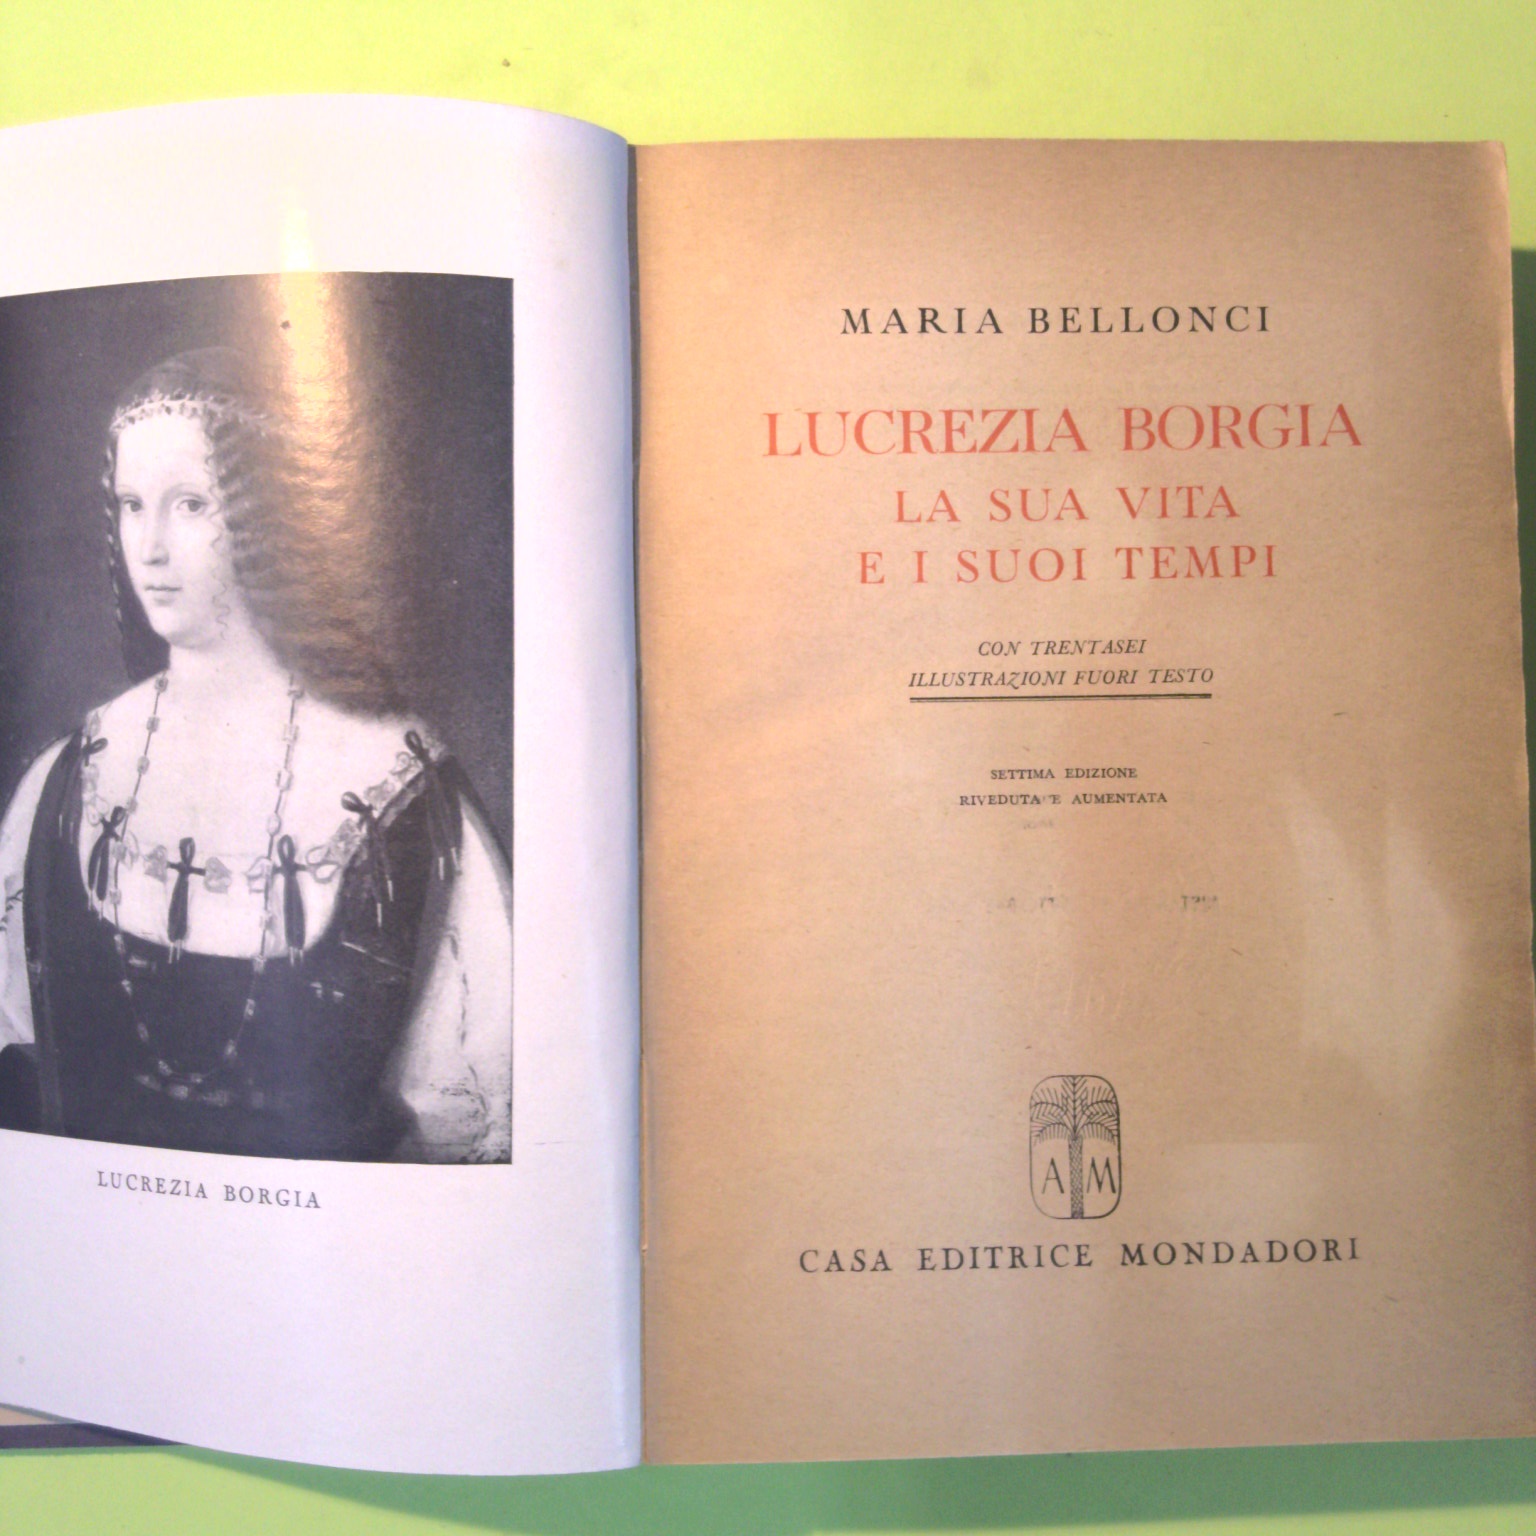 LUCREZIA BORGIA
MARIA BELLONCI
LUCREZIA BORGIA
LA SUA VITA
E I SUOI TEMPI
CON TRENTASEI
ILLUSTRAZIONI FUORI TESTO
SETTIMA EDIZIONE
RIVEDUTA E AUMENTATA
A M
CASA EDITRICE MONDADORI